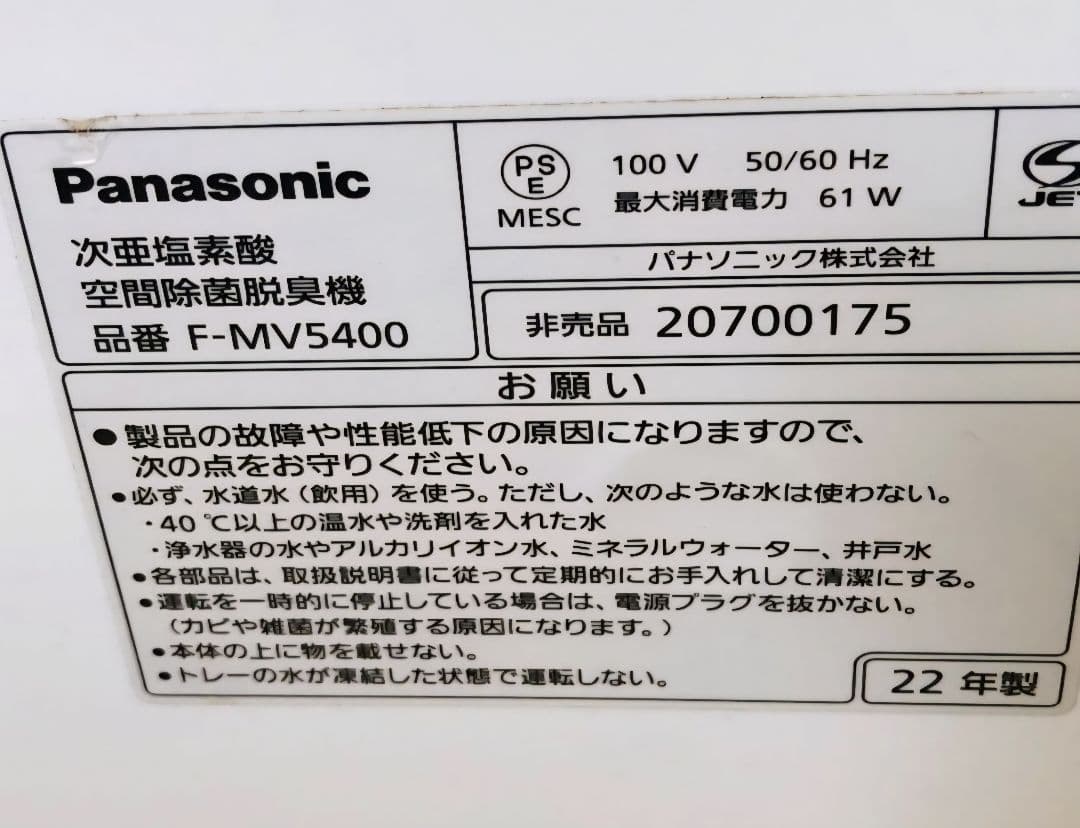 Panasonic
次亜塩素酸
空間除菌脱臭機
品番 F-MV5400
PS
E
MESC
100 V 50/60 Hz
最大消費電力 61 W
JET
パナソニック株式会社
非売品 20700175
お願い
●製品の故障や性能低下の原因になりますので、
次の点をお守りください。
●必ず、水道水（飲用）を使う。ただし、次のような水は使わない。
・40 ℃以上の温水や洗剤を入れた水
・浄水器の水やアルカリイオン水、ミネラルウォーター、井戸水
●各部品は、取扱説明書に従って定期的にお手入れして清潔にする。
●運転を一時的に停止している場合は、電源プラグを抜かない。
（カビや雑菌が繁殖する原因になります。）
●本体の上に物を載せない。
●トレーの水が凍結した状態で運転しない。
22 年製